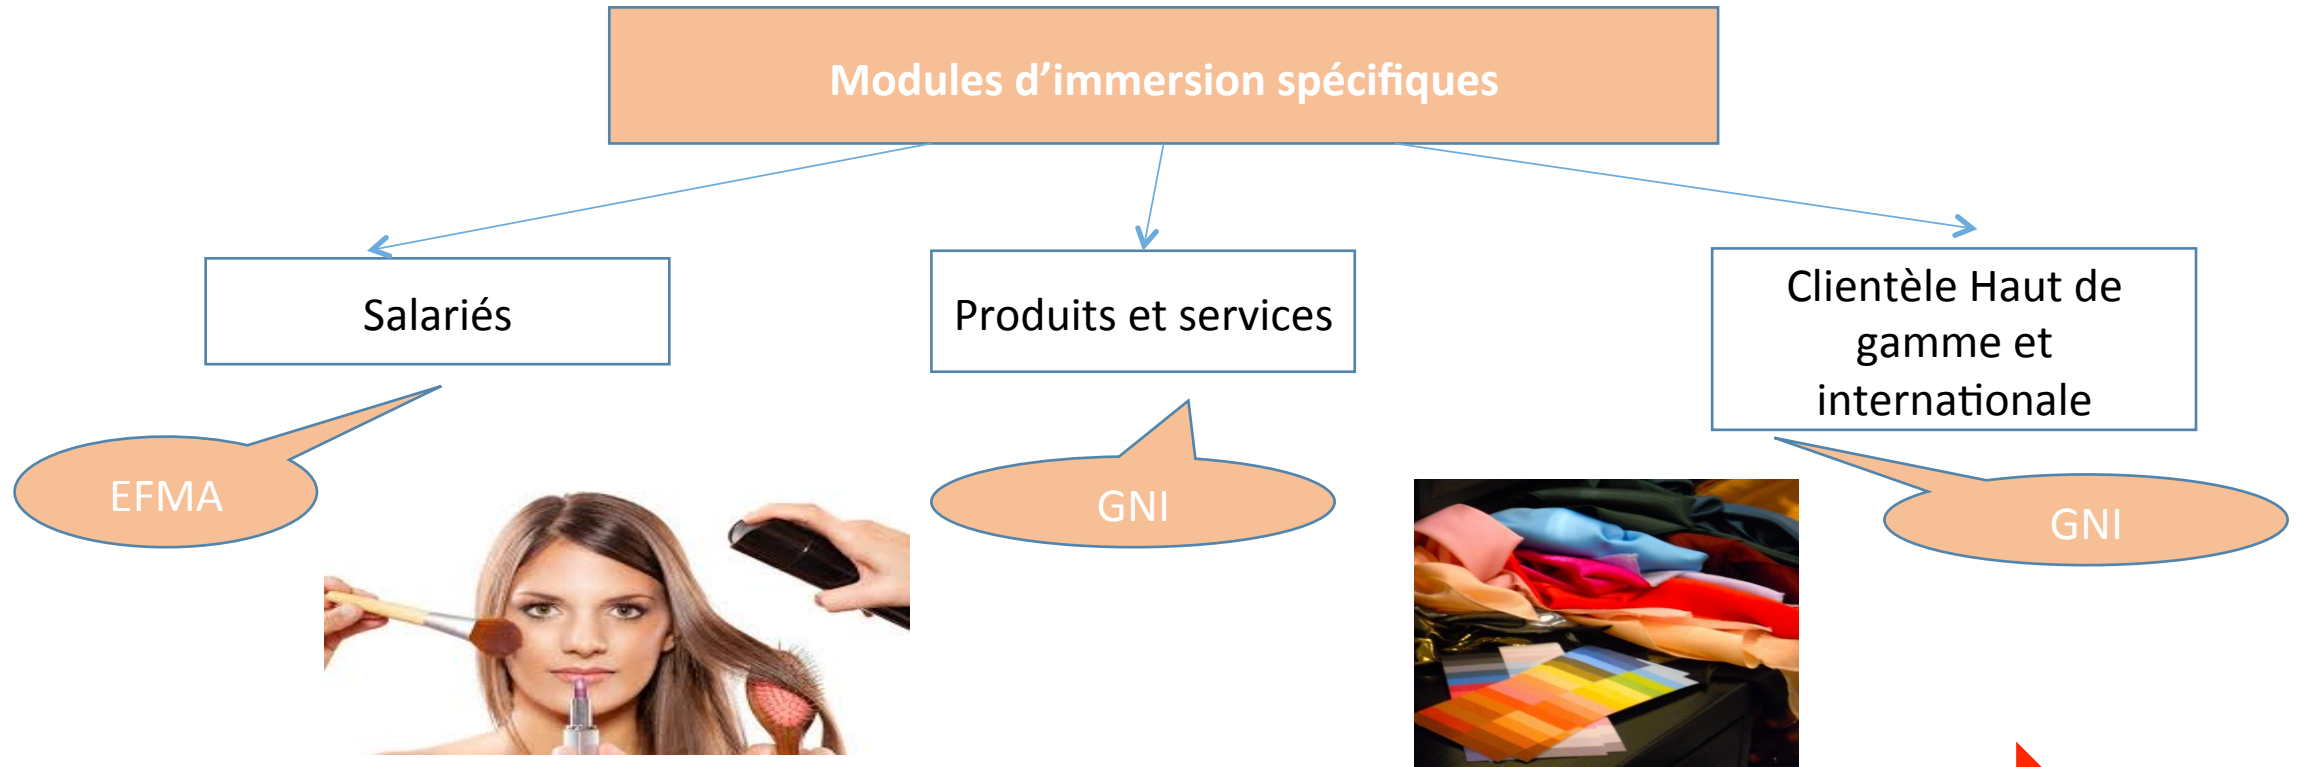 Modules d’immersion spécifiques
Salariés
Produits et services
Clientèle Haut de
gamme et
internationale
EFMA
GNI
GNI